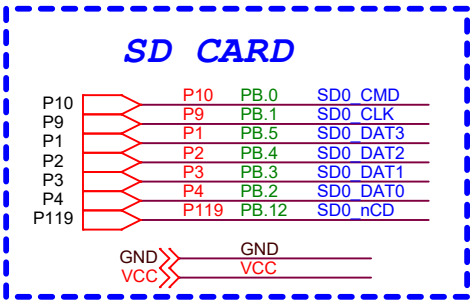 SD CARD
P10 P10 PB.0 SD0_CMD
P9 P9 PB.1 SD0_CLK
P1 P1 PB.5 SD0_DAT3
P2 P2 PB.4 SD0_DAT2
P3 P3 PB.3 SD0_DAT1
P4 P4 PB.2 SD0_DAT0
P119 P119 PB.12 SD0_nCD
GND GND
VCC VCC